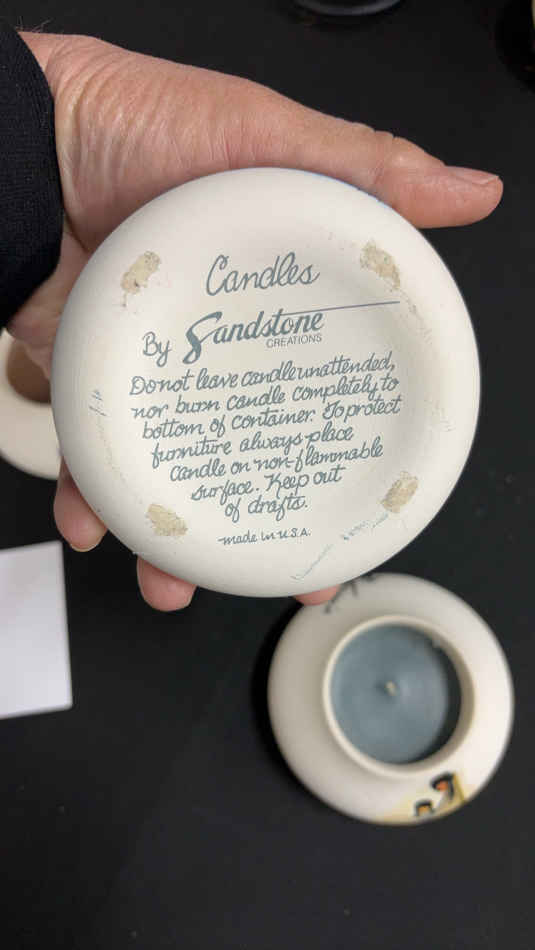 Candles
By Sandstone
CREATIONS
Do not leave candle unattended,
nor burn candle completely to
bottom of container. To protect
furniture always place
candle on non-flammable
surface. Keep out
of drafts.
made in U.S.A.